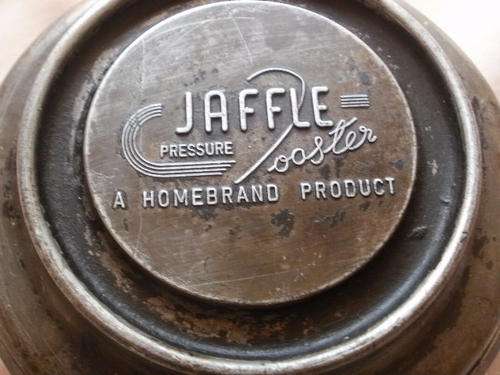 JAFFLE
PRESSURE Toaster
A HOMEBRAND PRODUCT